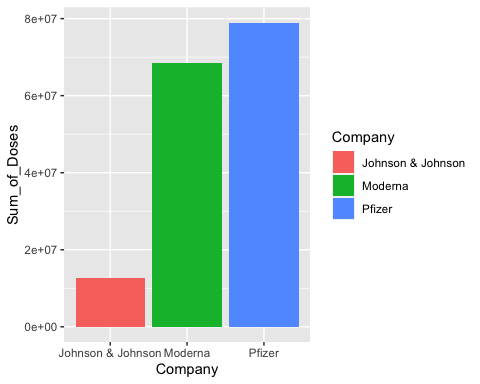 8e+07
6e+07
4e+07
2e+07
0e+00
Sum_of_Doses
Johnson & Johnson Moderna Pfizer
Company
Company
Johnson & Johnson
Moderna
Pfizer